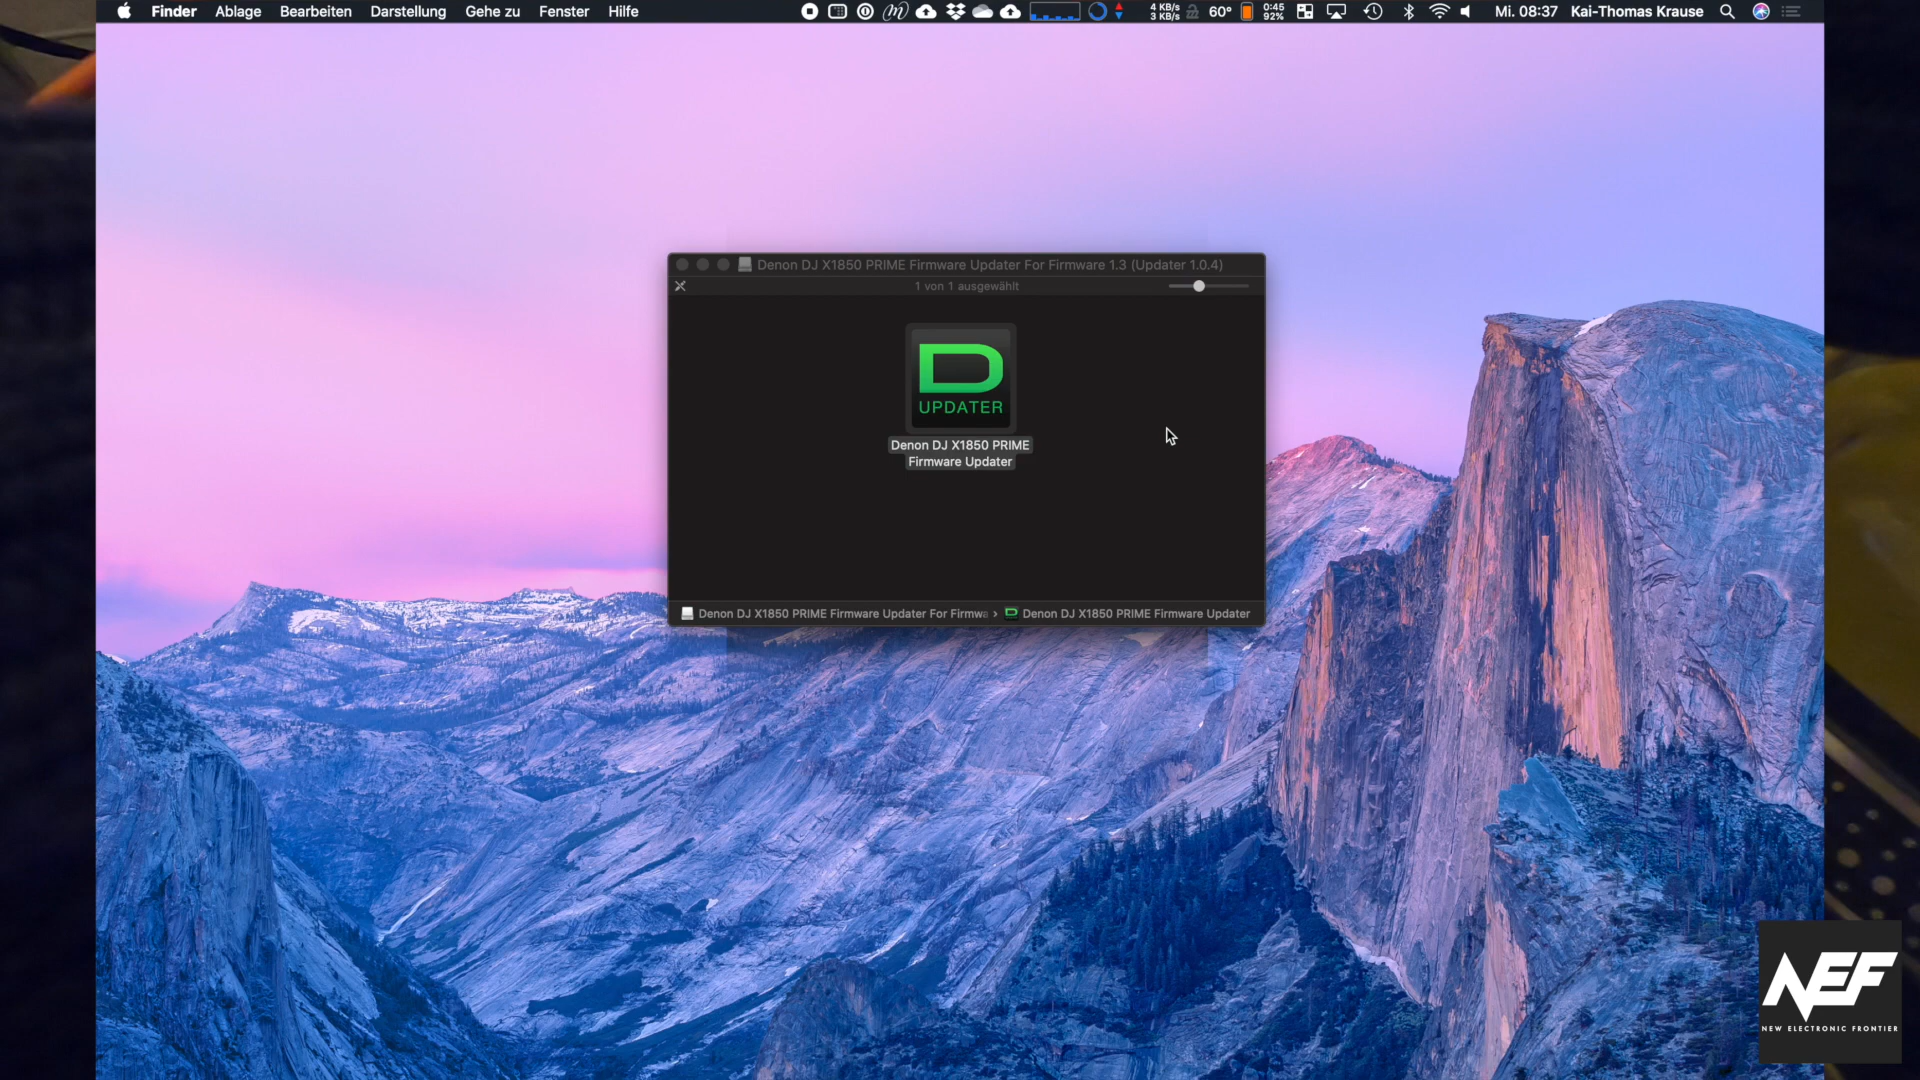 Finder Ablage Bearbeiten Darstellung Gehe zu Fenster Hilfe
4 KB/s
3 KB/s
60°
0:45
92%
Mi. 08:37 Kai-Thomas Krause
Denon DJ X1850 PRIME Firmware Updater For Firmware 1.3 (Updater 1.0.4)
1 von 1 ausgewählt
D
UPDATER
Denon DJ X1850 PRIME
Firmware Updater
Denon DJ X1850 PRIME Firmware Updater For Firmw › Denon DJ X1850 PRIME Firmware Updater
NEF
NEW ELECTRONIC FRONTIER